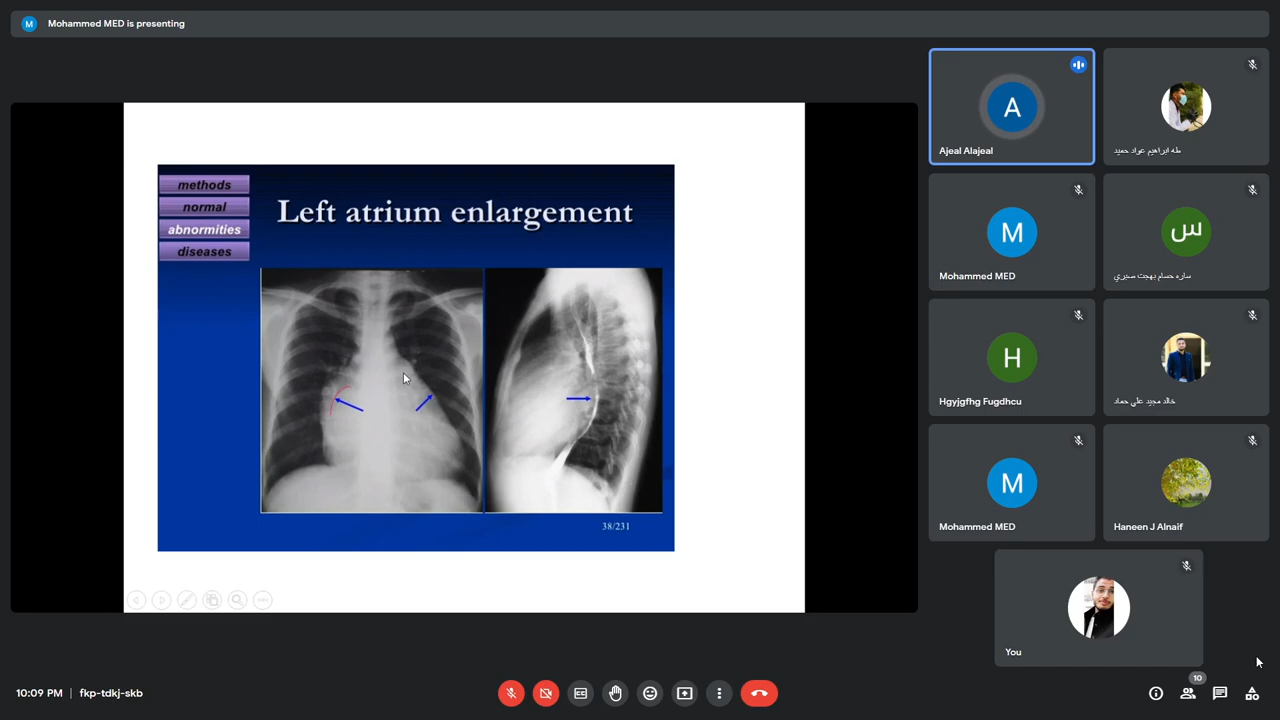 M Mohammed MED is presenting
methods
normal
abnormities
diseases
Left atrium enlargement
38/231
A
Ajeal Alajeal
طه ابراهيم عواد حميد
M
Mohammed MED
س
ساره حسام بهجت صبري
H
Hgyjgfhg Fugdhcu
خالد مجيد علي حماد
M
Mohammed MED
Haneen J Alnaif
You
10:09 PM | fkp-tdkj-skb
10